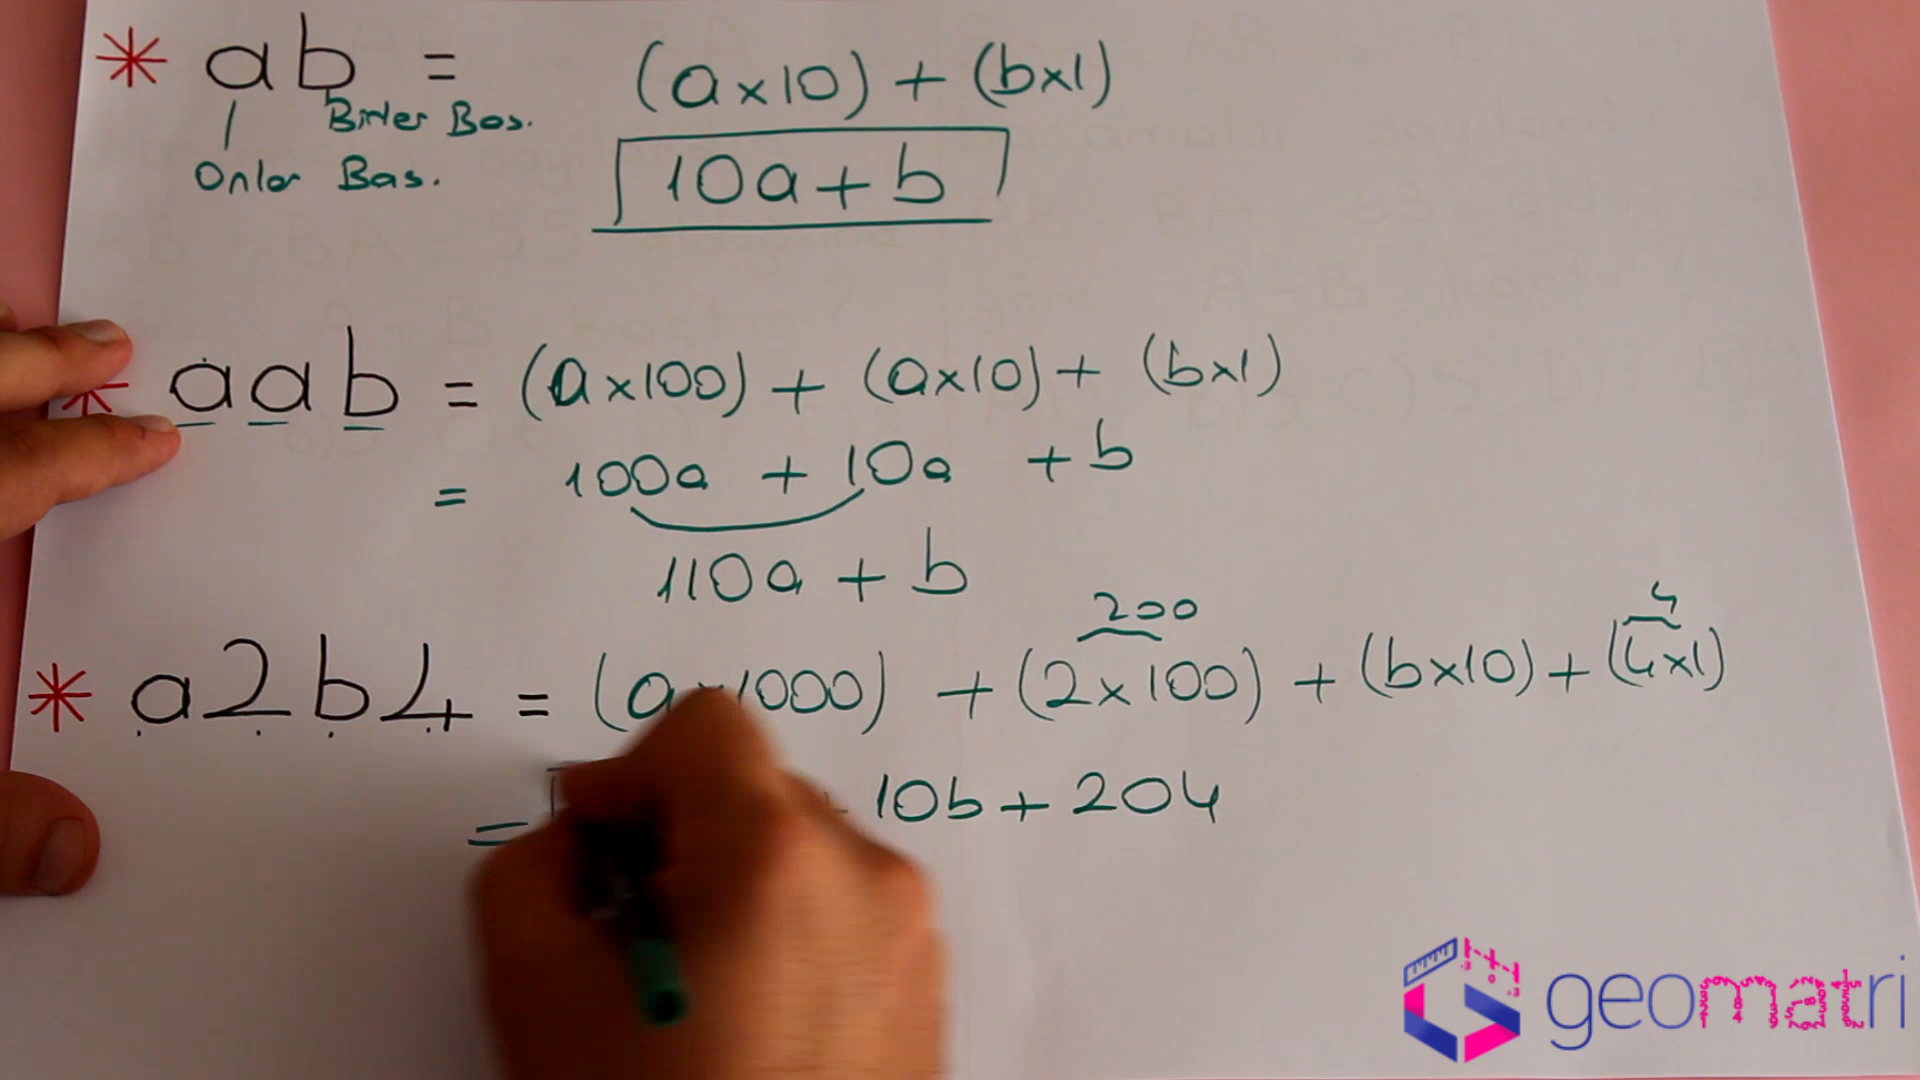 * ab = (a×10) + (b×1)
Birler Bas.
Onlar Bas.
10a + b
* aab = (a×100) + (a×10) + (b×1)
= 100a + 10a + b
110a + b
200 4
* a2b4 = (a×1000) + (2×100) + (b×10) + (4×1)
= + 10b + 204
geomatri